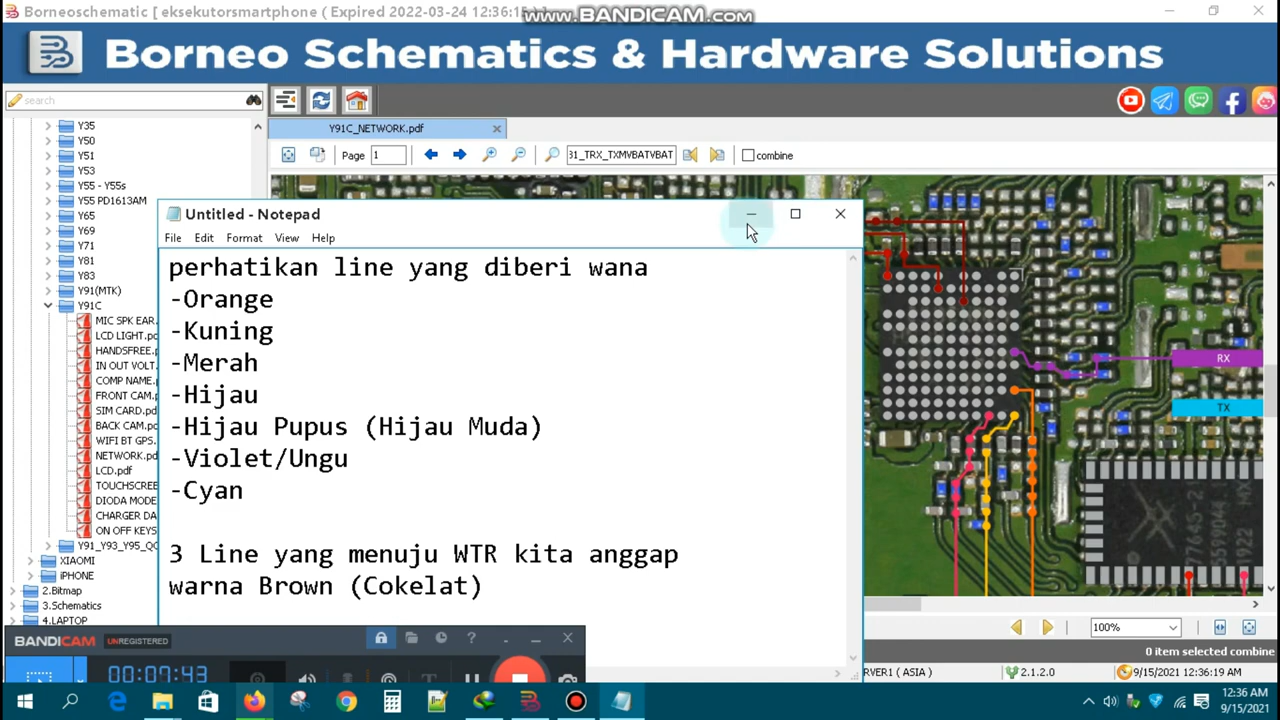 Borneoschematic [ eksekutorsmartphone ( Expired 2022-03-24 12:36:15
www.BANDICAM.com
Borneo Schematics & Hardware Solutions
search
Y91C_NETWORK.pdf
Page 1
31_TRX_TXMVBATVBAT
combine
Y35
Y50
Y51
Y53
Y55 - Y55s
Y55 PD1613AM
Y65
Y69
Y71
Y81
Y83
Y91(MTK)
Y91C
MIC SPK EAR.
LCD LIGHT.pc
HANDSFREE.p
IN OUT VOLT.
COMP NAME.p
FRONT CAM.p
SIM CARD.pdf
BACK CAM.pd
WIFI BT GPS.
NETWORK.pd
LCD.pdf
TOUCHSCREE
DIODA MODE
CHARGER DA
ON OFF KEYS
Y91_Y93_Y95_QC
XIAOMI
iPHONE
2.Bitmap
3.Schematics
4.LAPTOP
Untitled - Notepad
File Edit Format View Help
perhatikan line yang diberi wana
-Orange
-Kuning
-Merah
-Hijau
-Hijau Pupus (Hijau Muda)
-Violet/Ungu
-Cyan
3 Line yang menuju WTR kita anggap
warna Brown (Cokelat)
RX
TX
BANDICAM UNREGISTERED
00:07:43
100%
0 item selected combine
ERVER1 ( ASIA )
2.1.2.0
9/15/2021, 12:36:19 AM
12:36 AM
9/15/2021